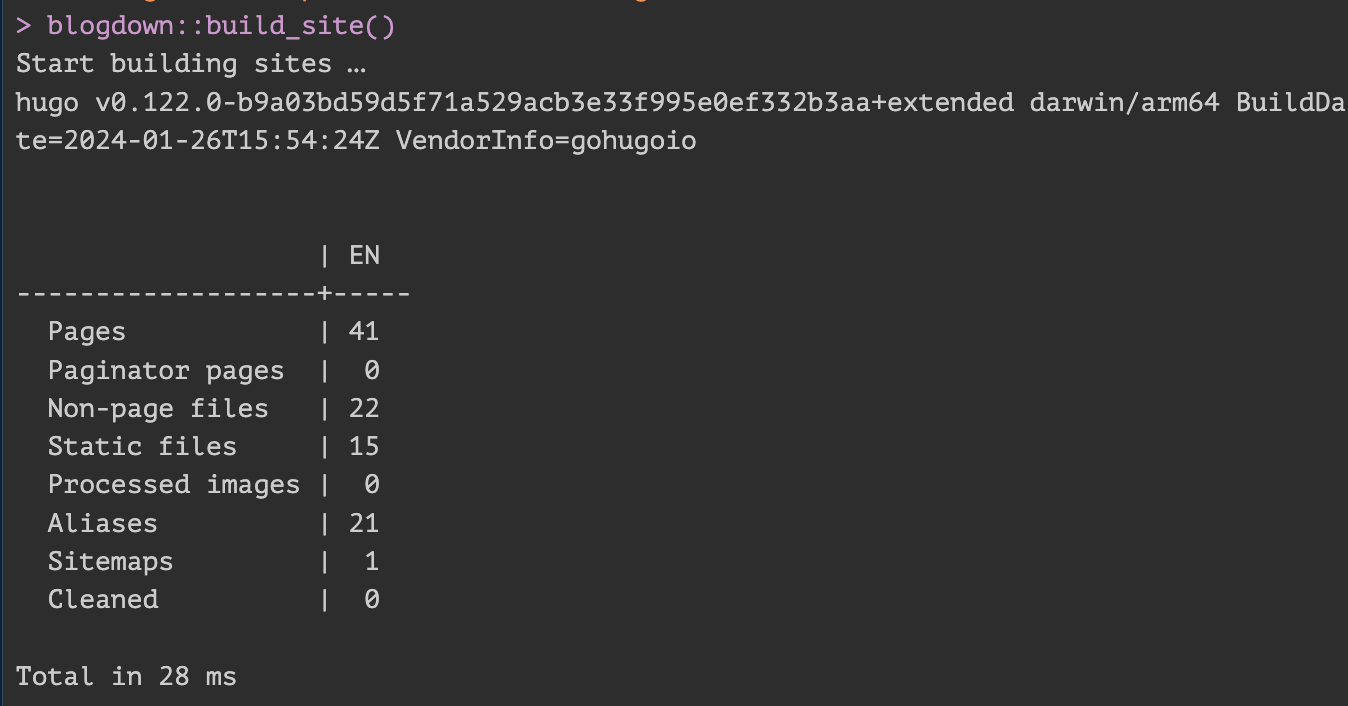 > blogdown::build_site()
Start building sites …
hugo v0.122.0-b9a03bd59d5f71a529acb3e33f995e0ef332b3aa+extended darwin/arm64 BuildDa
te=2024-01-26T15:54:24Z VendorInfo=gohugoio
                   | EN
-------------------+-----
  Pages            | 41
  Paginator pages  |  0
  Non-page files   | 22
  Static files     | 15
  Processed images |  0
  Aliases          | 21
  Sitemaps         |  1
  Cleaned          |  0
Total in 28 ms